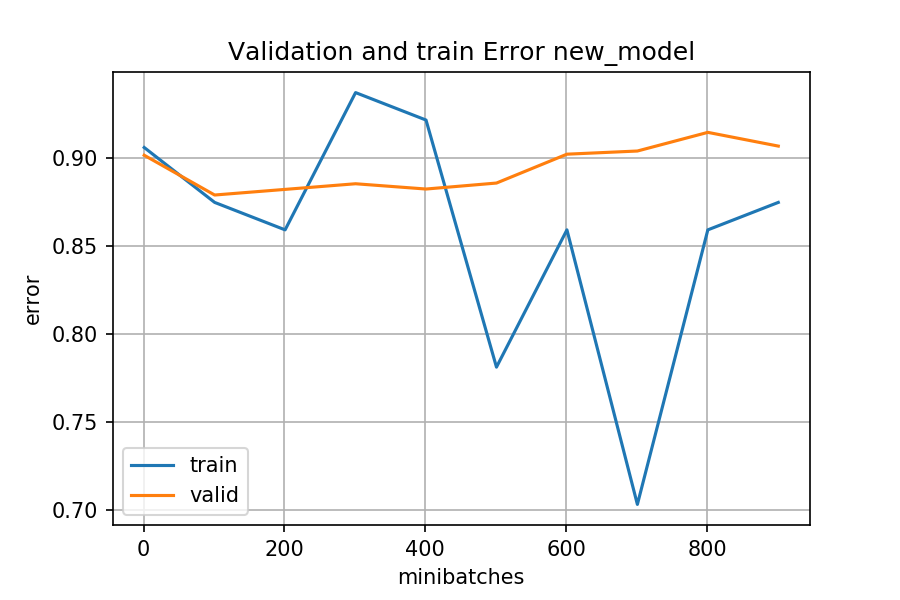 Validation and train Error new_model
error
0.90
0.85
0.80
0.75
0.70
train
valid
0 200 400 600 800
minibatches